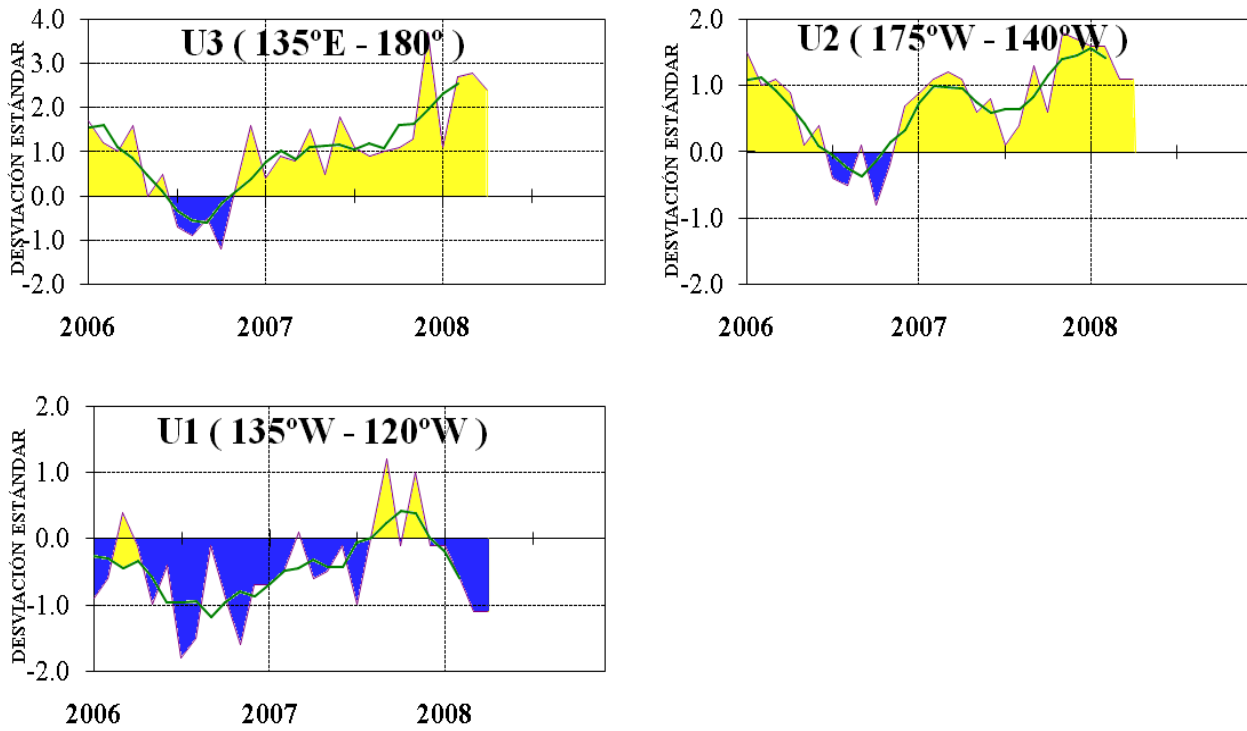 U3 ( 135ºE - 180º )
DESVIACIÓN ESTÁNDAR
4.0
3.0
2.0
1.0
0.0
-1.0
-2.0
2006 2007 2008
U2 ( 175ºW - 140ºW )
DESVIACIÓN ESTÁNDAR
2.0
1.0
0.0
-1.0
-2.0
2006 2007 2008
U1 ( 135ºW - 120ºW )
DESVIACIÓN ESTÁNDAR
2.0
1.0
0.0
-1.0
-2.0
2006 2007 2008